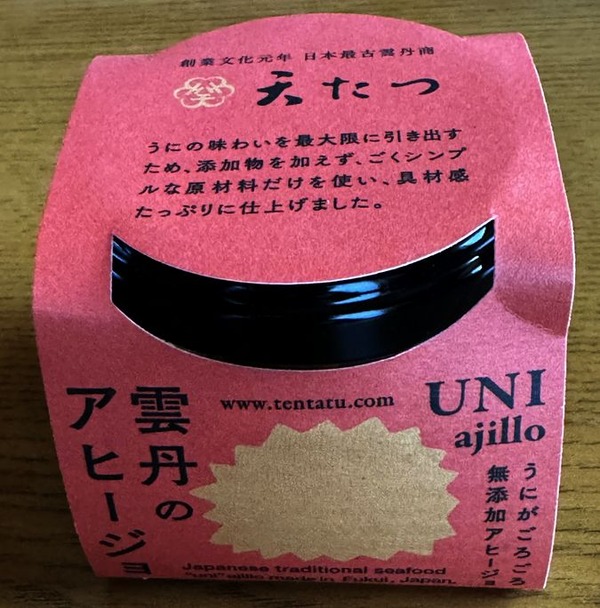 創業文化元年 日本最古雲丹商
天たつ
うにの味わいを最大限に引き出す
ため、添加物を加えず、ごくシンプ
ルな原材料だけを使い、具材感
たっぷりに仕上げました。
www.tentatu.com
UNI
ajillo
雲丹の
アヒージョ
うにがごろごろ
無添加アヒージョ
Japanese traditional seafood
"uni" ajillo made in Fukui, Japan.